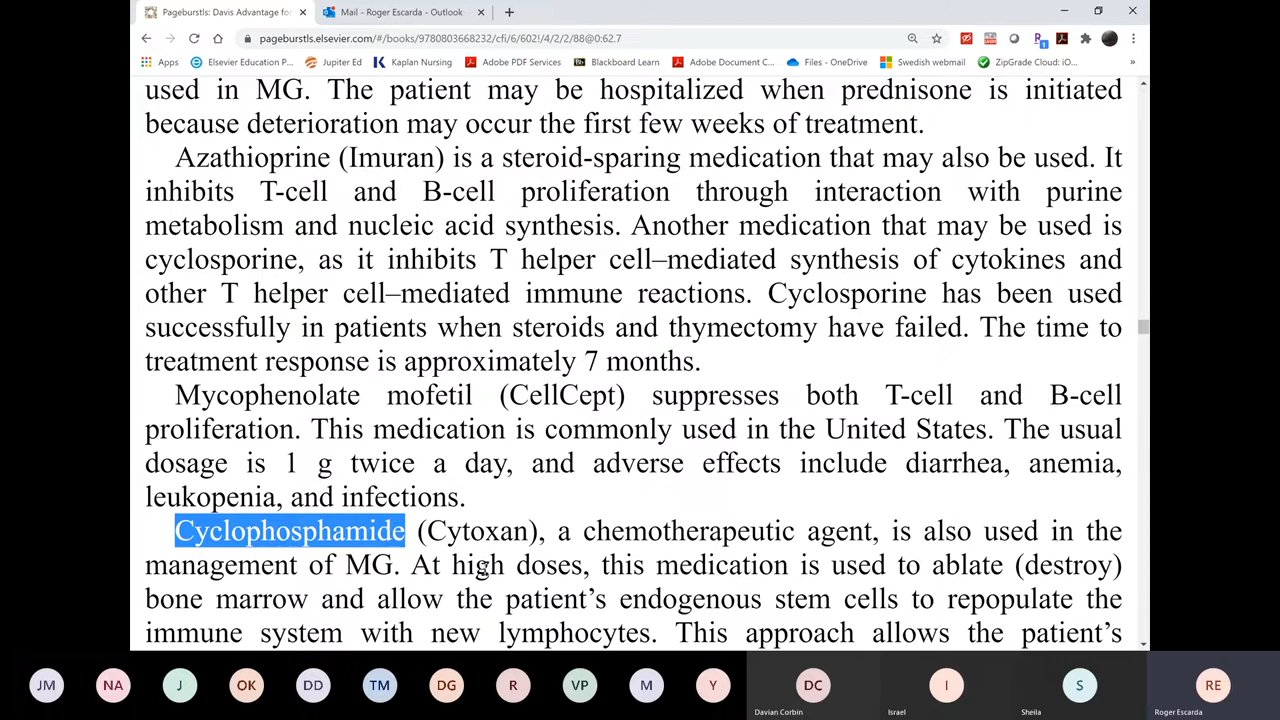 Pageburstls: Davis Advantage for
Mail - Roger Escarda - Outlook
pageburstls.elsevier.com/#/books/9780803668232/cfi/6/602!/4/2/2/88@0:62.7
Apps
Elsevier Education P...
Jupiter Ed
Kaplan Nursing
Adobe PDF Services
Blackboard Learn
Adobe Document C...
Files - OneDrive
Swedish webmail
ZipGrade Cloud: iO...
used in MG. The patient may be hospitalized when prednisone is initiated
because deterioration may occur the first few weeks of treatment.
Azathioprine (Imuran) is a steroid-sparing medication that may also be used. It
inhibits T-cell and B-cell proliferation through interaction with purine
metabolism and nucleic acid synthesis. Another medication that may be used is
cyclosporine, as it inhibits T helper cell–mediated synthesis of cytokines and
other T helper cell–mediated immune reactions. Cyclosporine has been used
successfully in patients when steroids and thymectomy have failed. The time to
treatment response is approximately 7 months.
Mycophenolate mofetil (CellCept) suppresses both T-cell and B-cell
proliferation. This medication is commonly used in the United States. The usual
dosage is 1 g twice a day, and adverse effects include diarrhea, anemia,
leukopenia, and infections.
Cyclophosphamide (Cytoxan), a chemotherapeutic agent, is also used in the
management of MG. At high doses, this medication is used to ablate (destroy)
bone marrow and allow the patient’s endogenous stem cells to repopulate the
immune system with new lymphocytes. This approach allows the patient’s
JM NA J OK DD TM DG R VP M Y DC I S RE
Davian Corbin Israel Sheila Roger Escarda